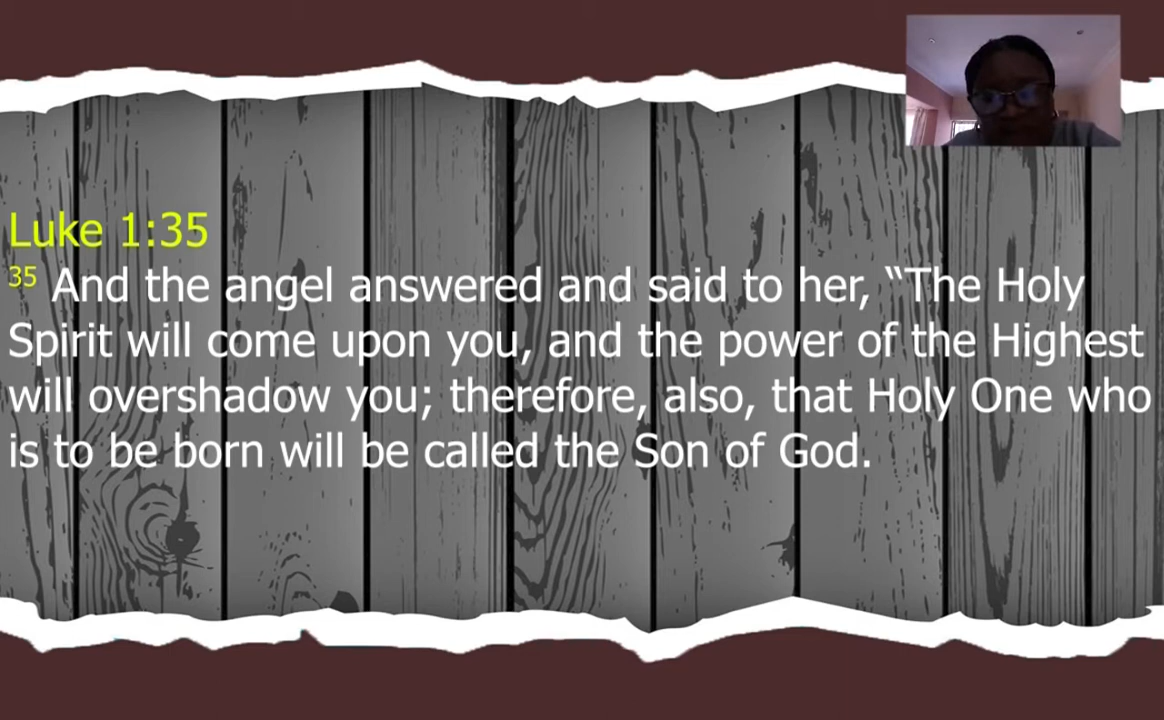 Luke 1:35
35 And the angel answered and said to her, “The Holy
Spirit will come upon you, and the power of the Highest
will overshadow you; therefore, also, that Holy One who
is to be born will be called the Son of God.